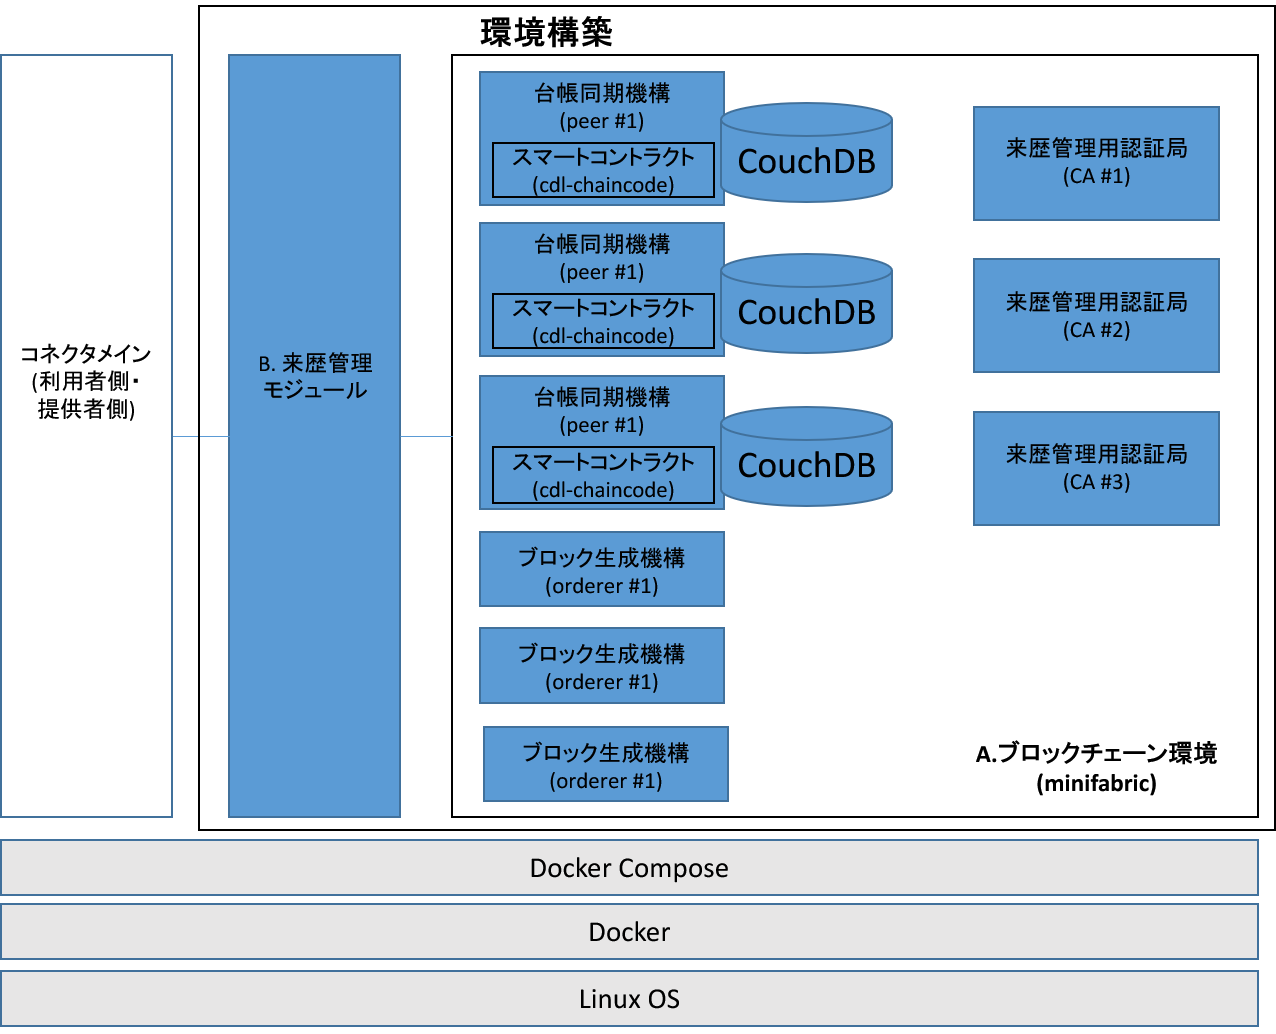 環境構築
コネクタメイン
(利用者側・
提供者側)
B. 来歴管理
モジュール
台帳同期機構
(peer #1)
スマートコントラクト
(cdl-chaincode)
CouchDB
台帳同期機構
(peer #1)
スマートコントラクト
(cdl-chaincode)
CouchDB
台帳同期機構
(peer #1)
スマートコントラクト
(cdl-chaincode)
CouchDB
ブロック生成機構
(orderer #1)
ブロック生成機構
(orderer #1)
ブロック生成機構
(orderer #1)
来歴管理用認証局
(CA #1)
来歴管理用認証局
(CA #2)
来歴管理用認証局
(CA #3)
A.ブロックチェーン環境
(minifabric)
Docker Compose
Docker
Linux OS